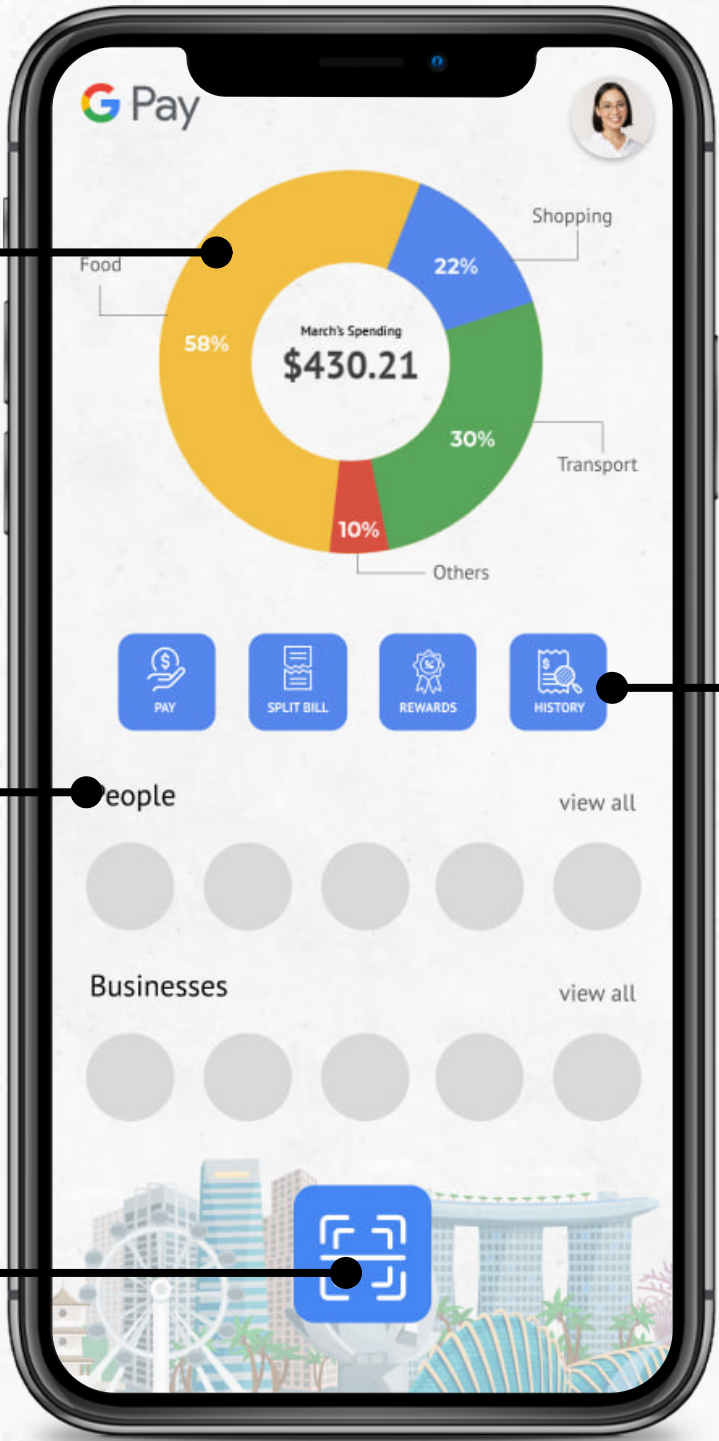 G Pay
Shopping
Food
22%
March's Spending
58%
$430.21
30%
Transport
10%
Others
$
%
$
PAY
SPLIT BILL
REWARDS
HISTORY
People
view all
Businesses
view all